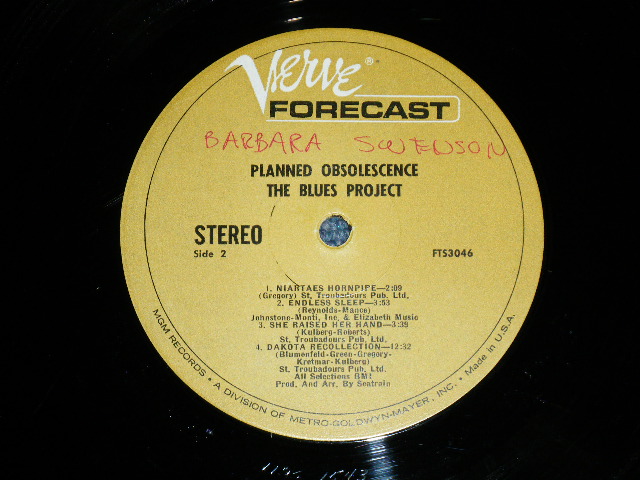 Verve®
FORECAST
BARBARA SWENSON
PLANNED OBSOLESCENCE
THE BLUES PROJECT
STEREO
Side 2
FTS3046
1. NIARTAES HORNPIPE—2:09
(Gregory) St. Troubadours Pub. Ltd.
2. ENDLESS SLEEP—3:53
(Reynolds-Mance)
Johnstone-Monti, Inc. & Elizabeth Music
3. SHE RAISED HER HAND—3:39
(Kulberg-Roberts)
St. Troubadours Pub. Ltd.
4. DAKOTA RECOLLECTION—12:32
(Blumenfeld-Green-Gregory-
Kretmar-Kulberg)
St. Troubadours Pub. Ltd.
All Selections BMI
Prod. And Arr. By Seatrain
MGM RECORDS • A DIVISION OF METRO-GOLDWYN-MAYER, INC. • Made in U.S.A.